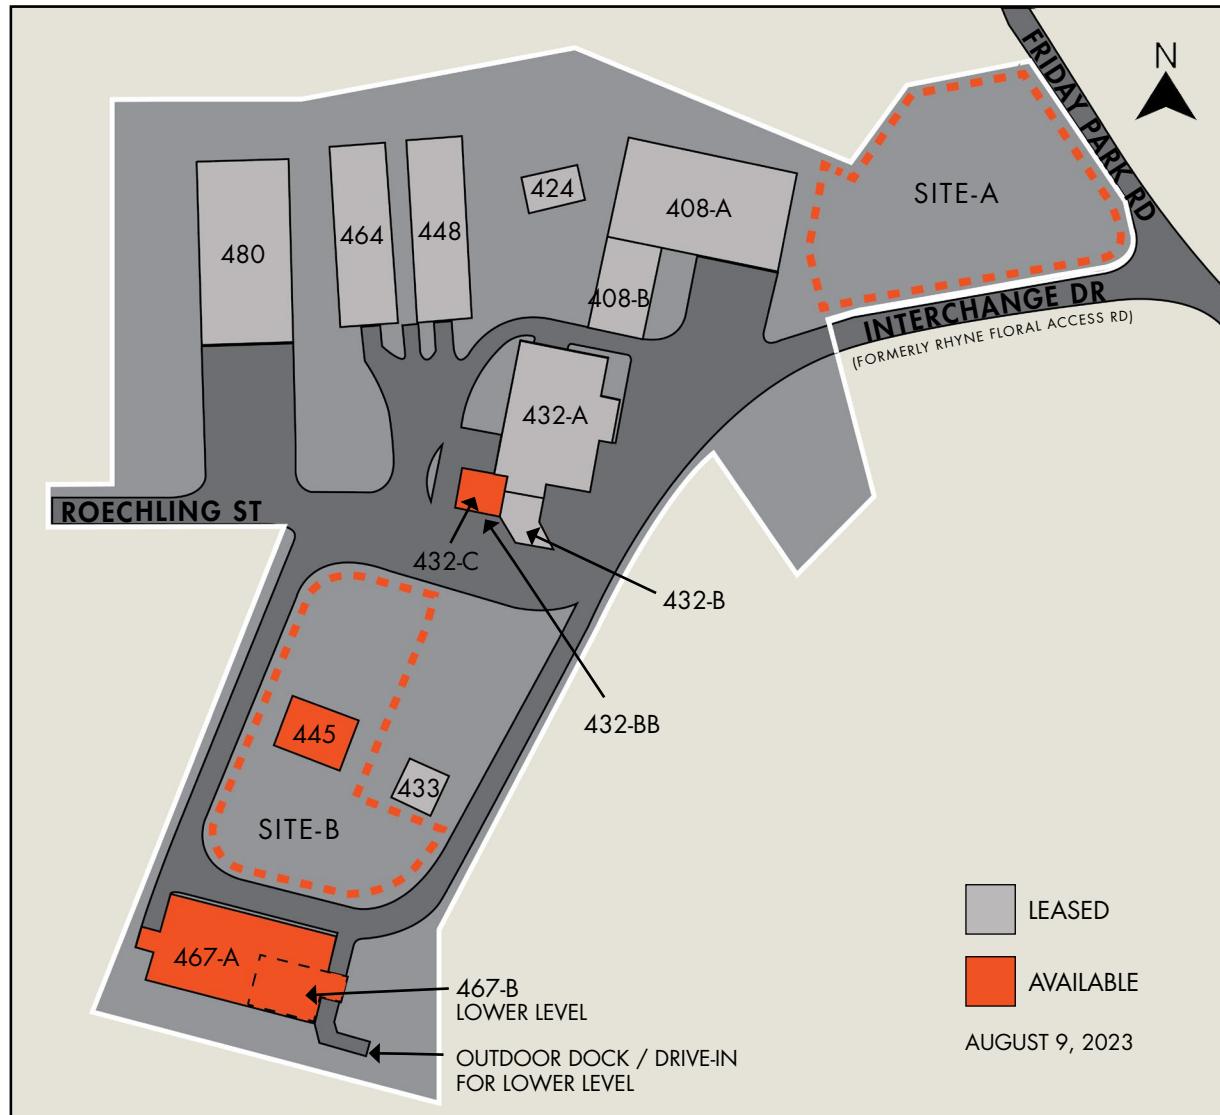 FRIDAY PARK RD
N
SITE-A
424
408-A
464
448
480
408-B
INTERCHANGE DR
(FORMERLY RHYNE FLORAL ACCESS RD)
432-A
ROECHLING ST
432-C
432-B
432-BB
445
433
SITE-B
LEASED
467-A
AVAILABLE
467-B
LOWER LEVEL
AUGUST 9, 2023
OUTDOOR DOCK / DRIVE-IN
FOR LOWER LEVEL